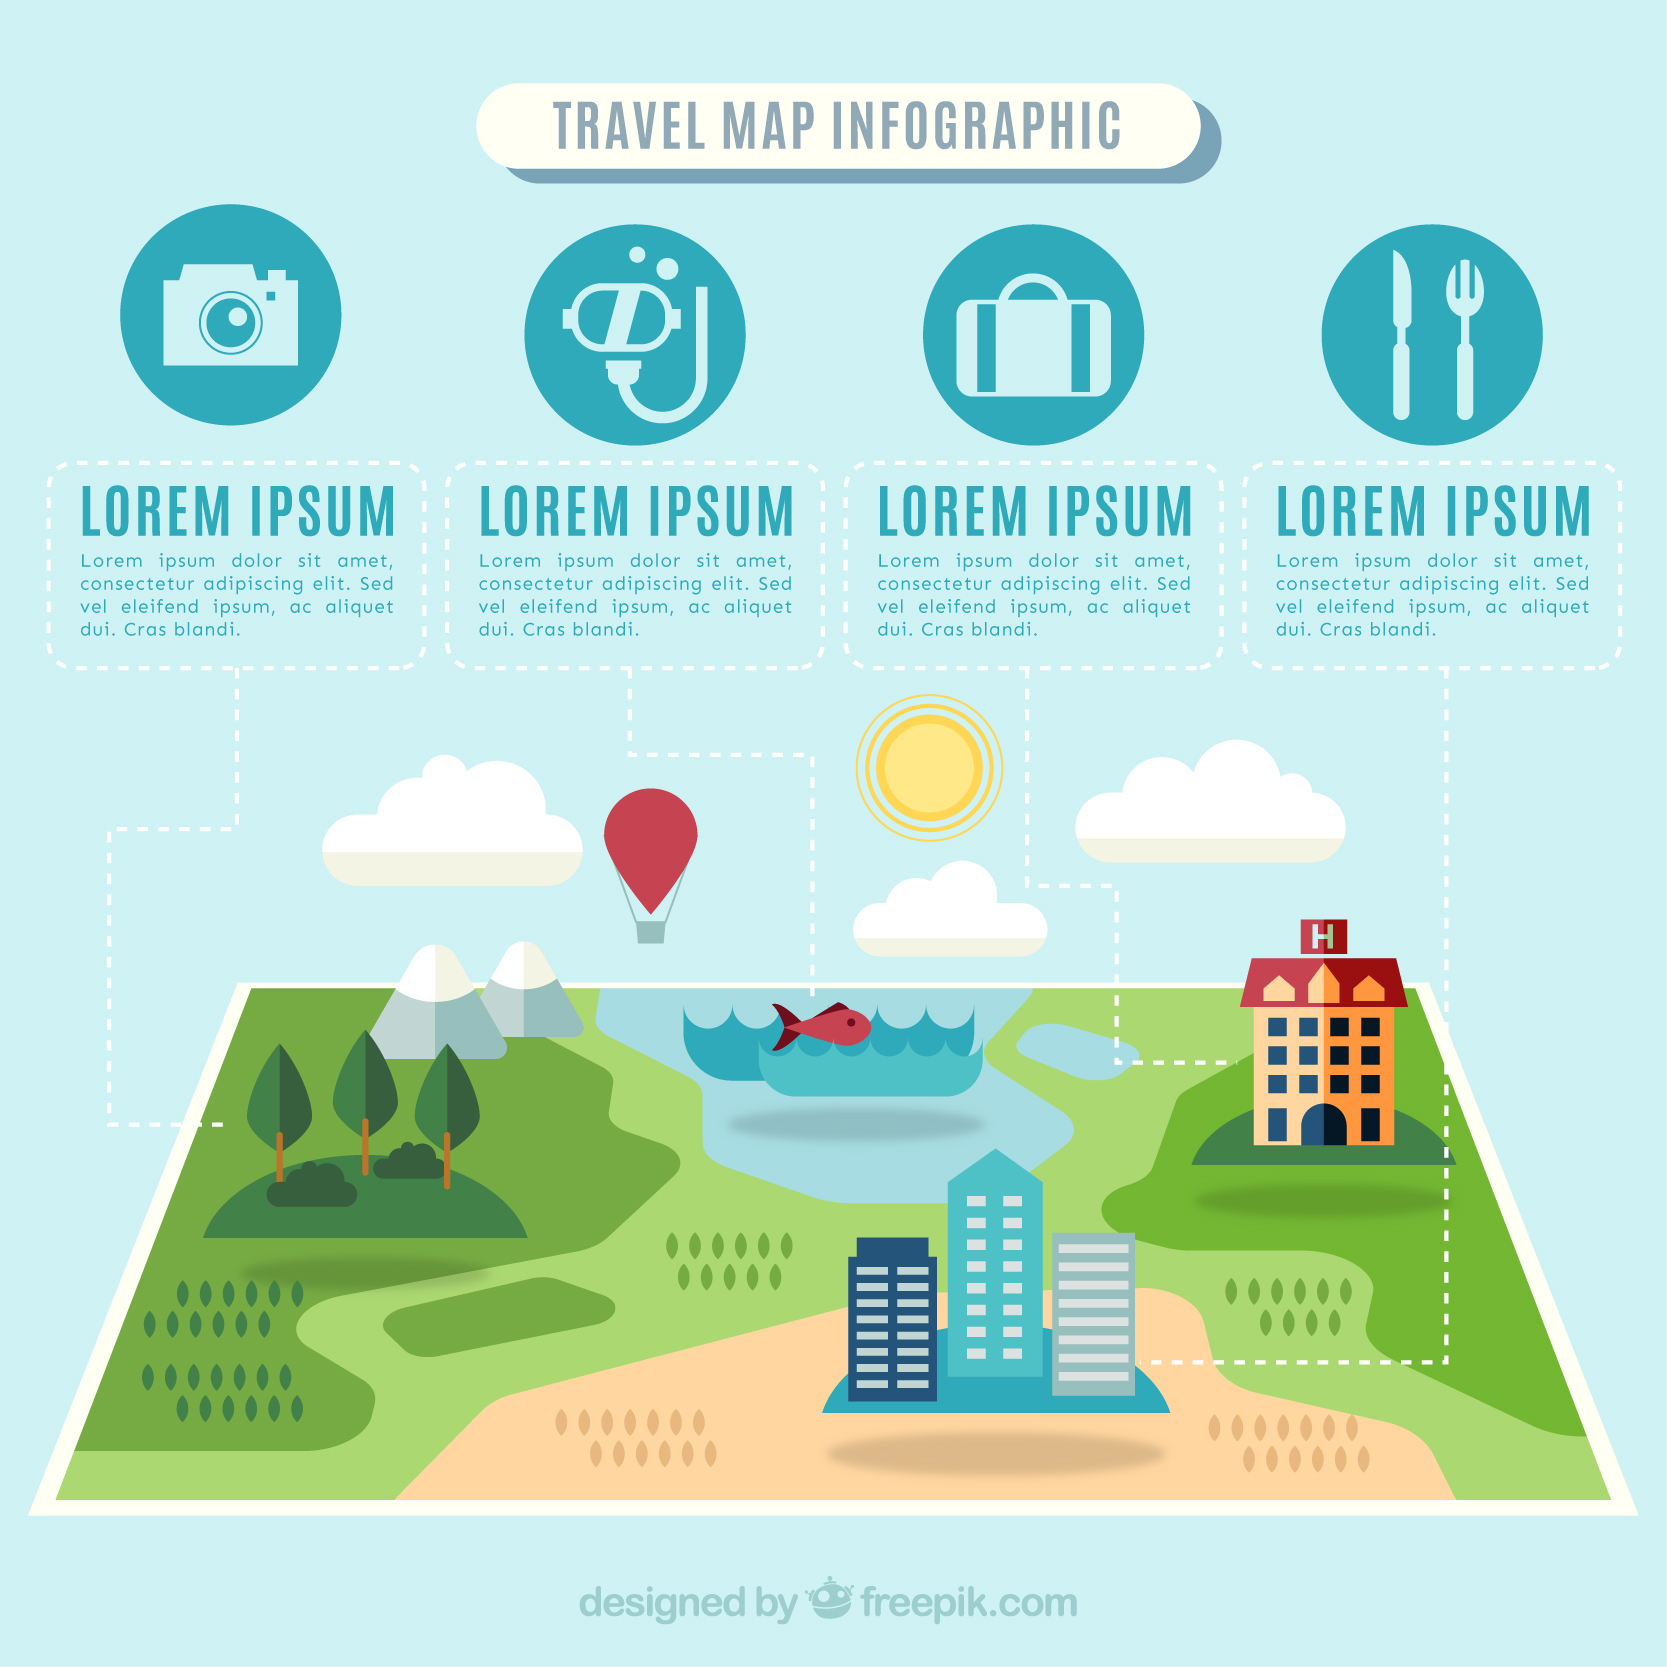 TRAVEL MAP INFOGRAPHIC
LOREM IPSUM
Lorem ipsum dolor sit amet,
consectetur adipiscing elit. Sed
vel eleifend ipsum, ac aliquet
dui. Cras blandi.
LOREM IPSUM
Lorem ipsum dolor sit amet,
consectetur adipiscing elit. Sed
vel eleifend ipsum, ac aliquet
dui. Cras blandi.
LOREM IPSUM
Lorem ipsum dolor sit amet,
consectetur adipiscing elit. Sed
vel eleifend ipsum, ac aliquet
dui. Cras blandi.
LOREM IPSUM
Lorem ipsum dolor sit amet,
consectetur adipiscing elit. Sed
vel eleifend ipsum, ac aliquet
dui. Cras blandi.
H
designed by freepik.com